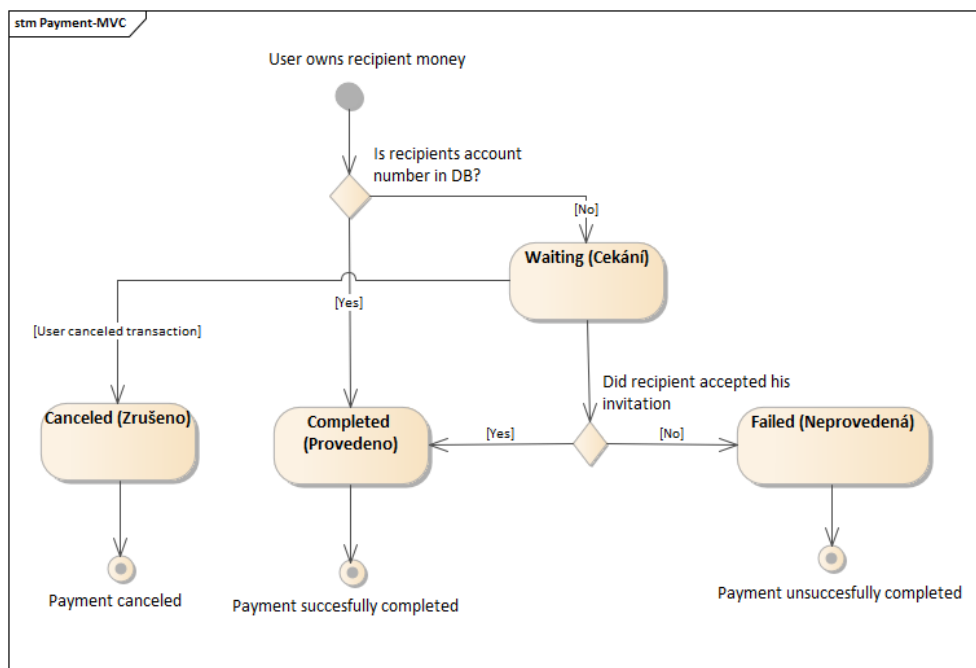 stm Payment-MVC
User owns recipient money
Is recipients account
number in DB?
[No]
Waiting (Cekání)
[Yes]
[User canceled transaction]
Did recipient accepted his
invitation
Canceled (Zrušeno)
Completed
(Provedeno)
[Yes]
[No]
Failed (Neprovedená)
Payment canceled
Payment succesfully completed
Payment unsuccesfully completed